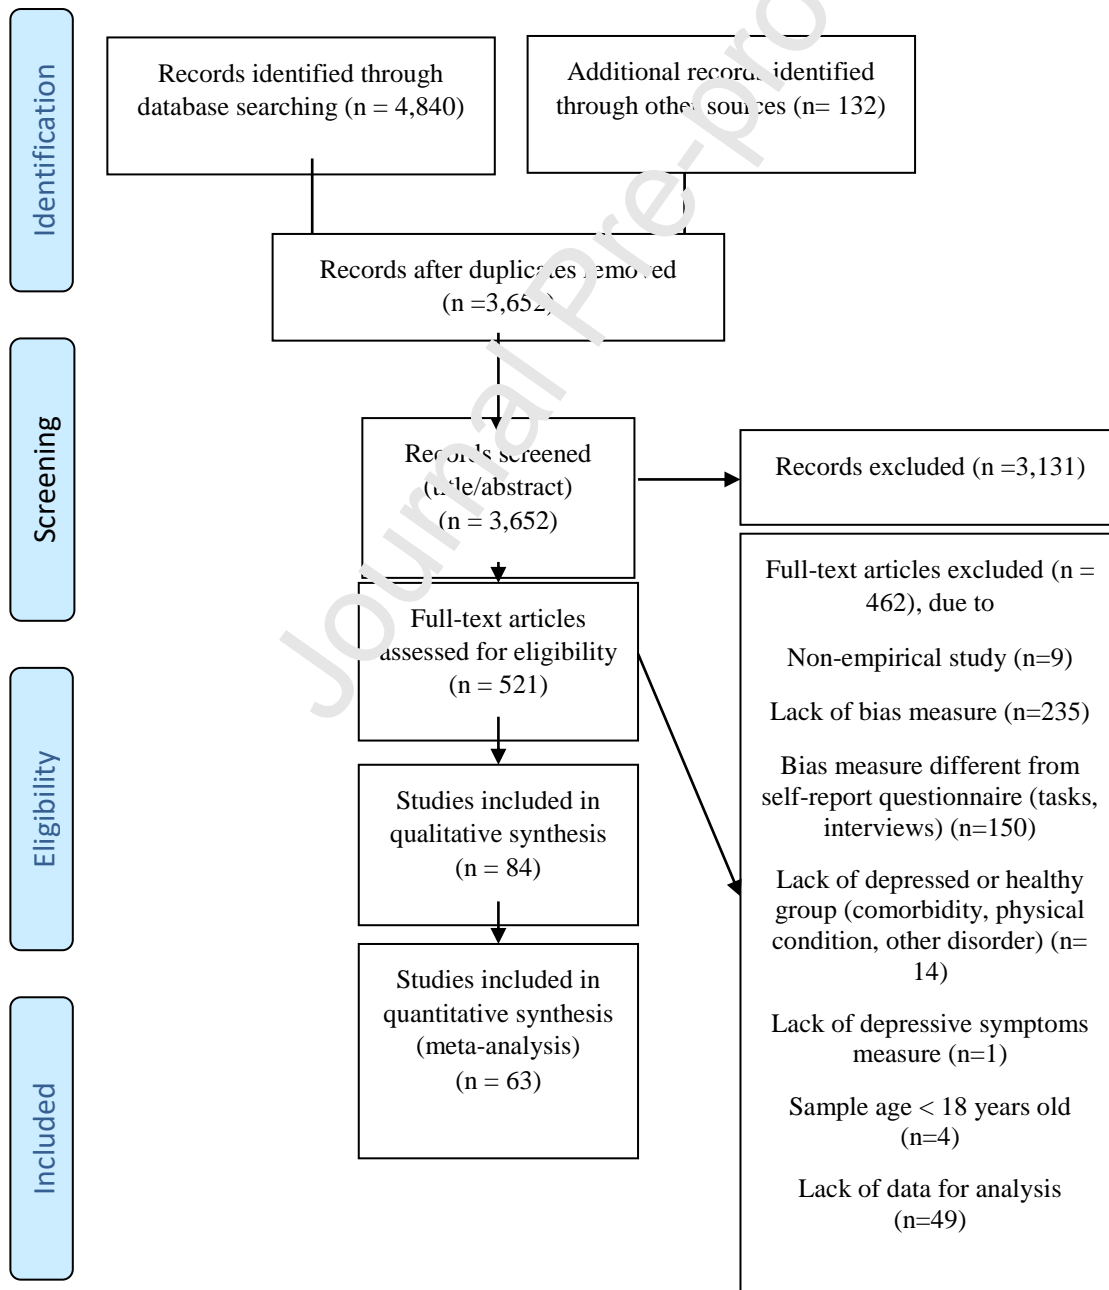 Identification
Records identified through
database searching (n = 4,840)
Additional records identified
through other sources (n= 132)
Records after duplicates removed
(n =3,652)
Screening
Records screened
(title/abstract)
(n = 3,652)
Records excluded (n =3,131)
Full-text articles
assessed for eligibility
(n = 521)
Full-text articles excluded (n =
462), due to
Non-empirical study (n=9)
Lack of bias measure (n=235)
Bias measure different from
self-report questionnaire (tasks,
interviews) (n=150)
Lack of depressed or healthy
group (comorbidity, physical
condition, other disorder) (n=
14)
Lack of depressive symptoms
measure (n=1)
Sample age < 18 years old
(n=4)
Lack of data for analysis
(n=49)
Eligibility
Studies included in
qualitative synthesis
(n = 84)
Included
Studies included in
quantitative synthesis
(meta-analysis)
(n = 63)
Journal Pre-pro